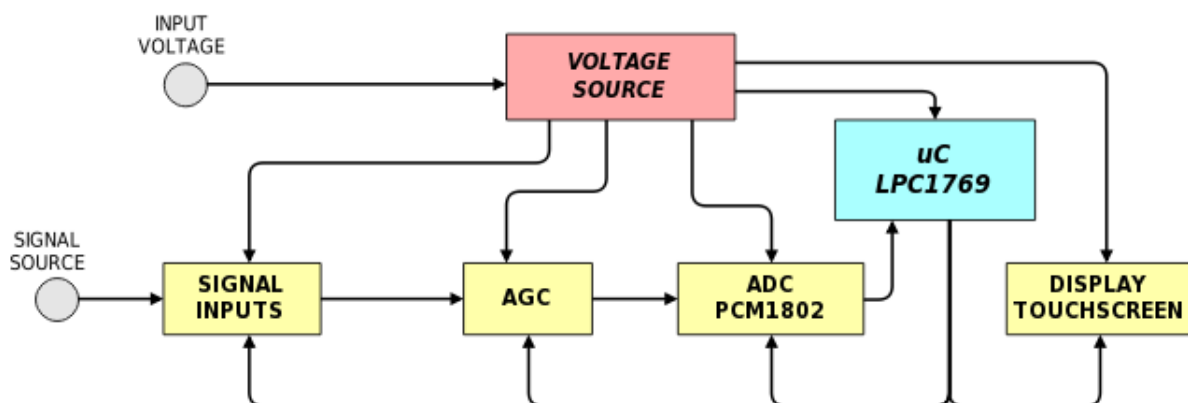 INPUT
VOLTAGE
VOLTAGE
SOURCE
uC
LPC1769
SIGNAL
SOURCE
SIGNAL
INPUTS
AGC
ADC
PCM1802
DISPLAY
TOUCHSCREEN